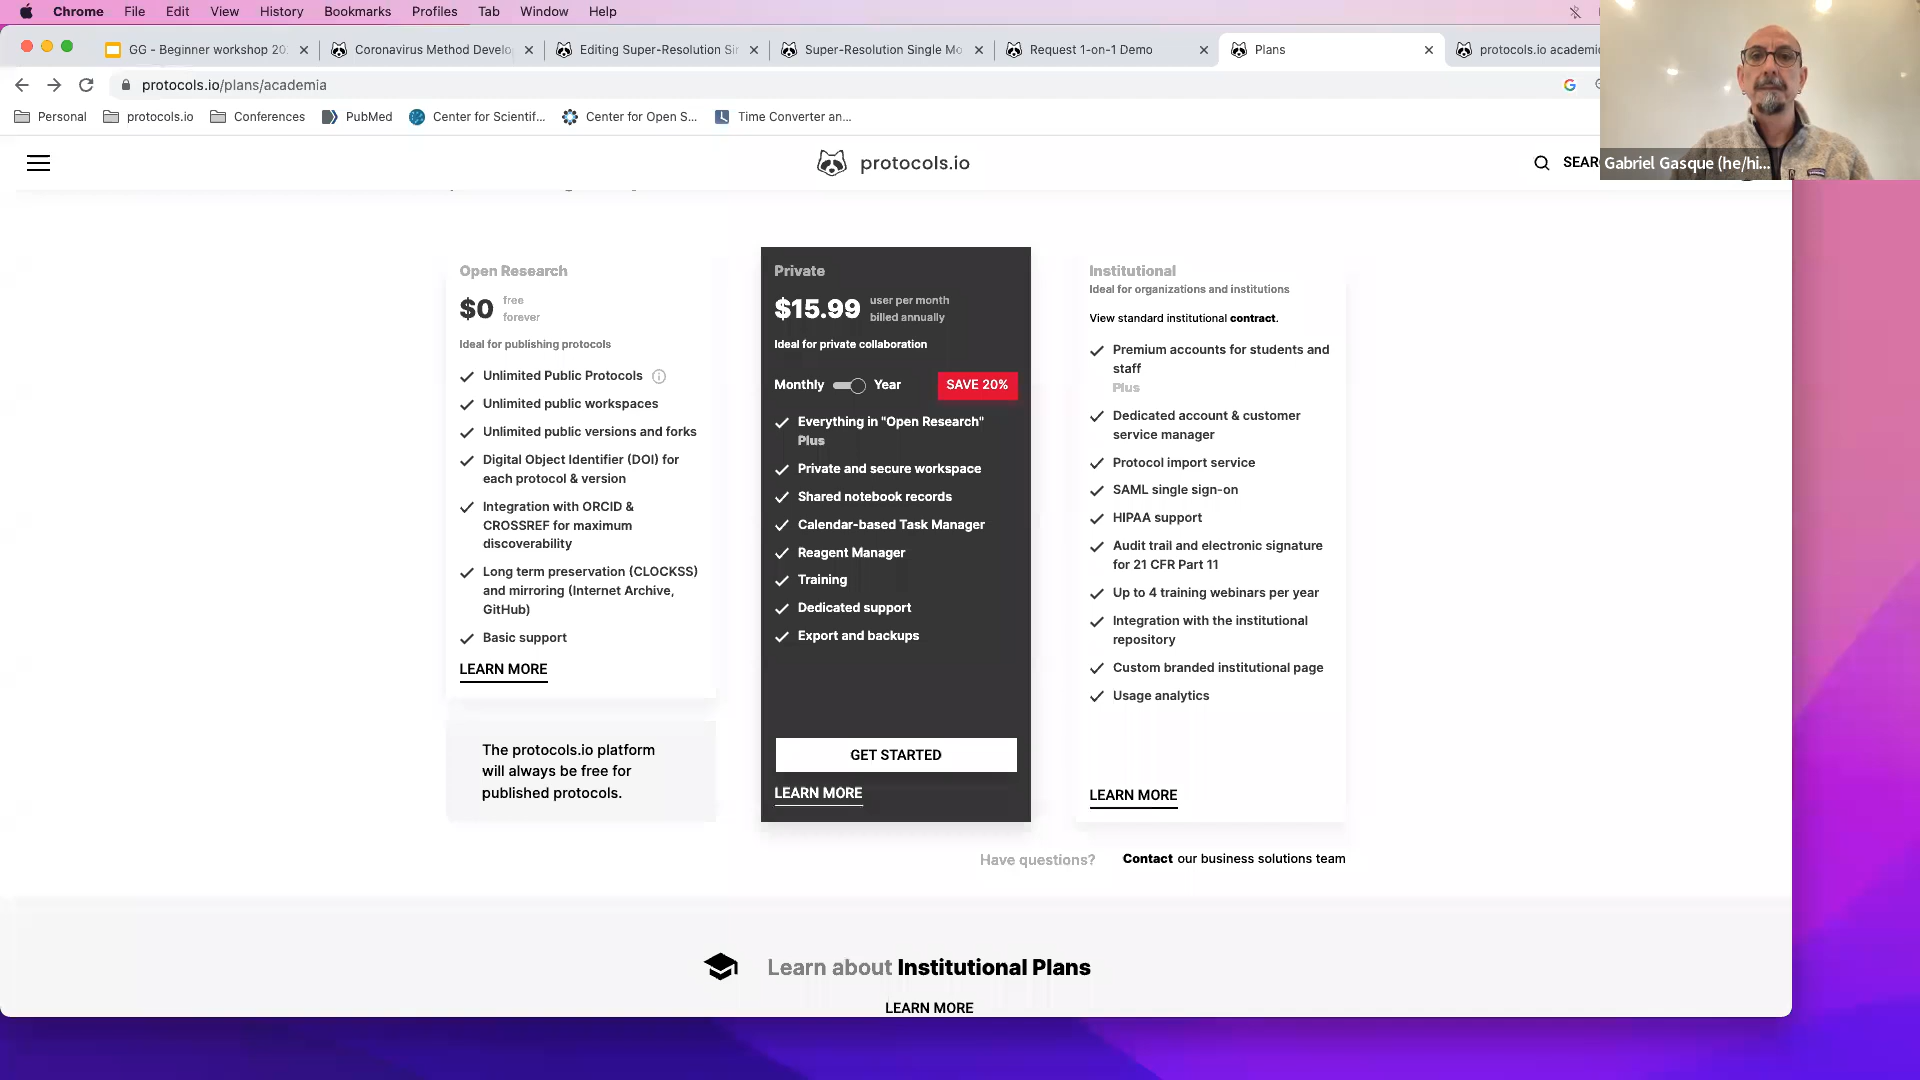 Chrome File Edit View History Bookmarks Profiles Tab Window Help
GG - Beginner workshop 20
Coronavirus Method Develo
Editing Super-Resolution Sir
Super-Resolution Single Mo
Request 1-on-1 Demo
Plans
protocols.io academi
protocols.io/plans/academia
Personal
protocols.io
Conferences
PubMed
Center for Scientif...
Center for Open S...
Time Converter an...
protocols.io
SEAR
Gabriel Gasque (he/hi...
Open Research
$0 free
forever
Ideal for publishing protocols
Unlimited Public Protocols
Unlimited public workspaces
Unlimited public versions and forks
Digital Object Identifier (DOI) for
each protocol & version
Integration with ORCID &
CROSSREF for maximum
discoverability
Long term preservation (CLOCKSS)
and mirroring (Internet Archive,
GitHub)
Basic support
LEARN MORE
The protocols.io platform
will always be free for
published protocols.
Private
$15.99 user per month
billed annually
Ideal for private collaboration
Monthly Year SAVE 20%
Everything in "Open Research"
Plus
Private and secure workspace
Shared notebook records
Calendar-based Task Manager
Reagent Manager
Training
Dedicated support
Export and backups
GET STARTED
LEARN MORE
Institutional
Ideal for organizations and institutions
View standard institutional contract.
Premium accounts for students and
staff
Plus
Dedicated account & customer
service manager
Protocol import service
SAML single sign-on
HIPAA support
Audit trail and electronic signature
for 21 CFR Part 11
Up to 4 training webinars per year
Integration with the institutional
repository
Custom branded institutional page
Usage analytics
LEARN MORE
Have questions? Contact our business solutions team
Learn about Institutional Plans
LEARN MORE